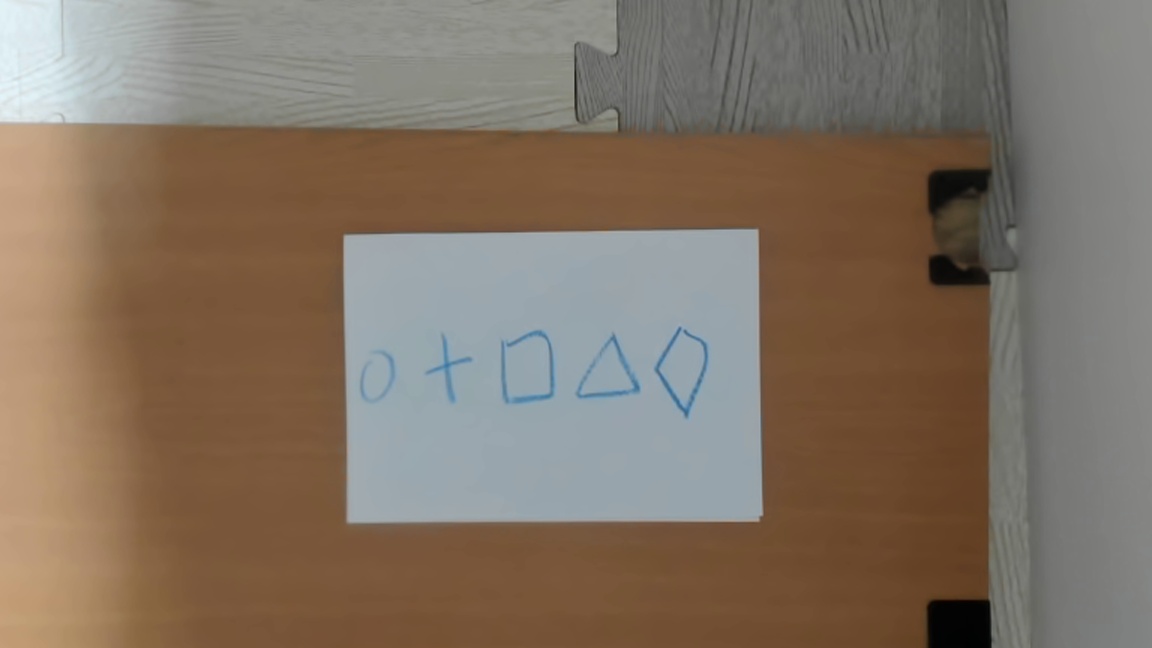 ○ + □ △ ◇